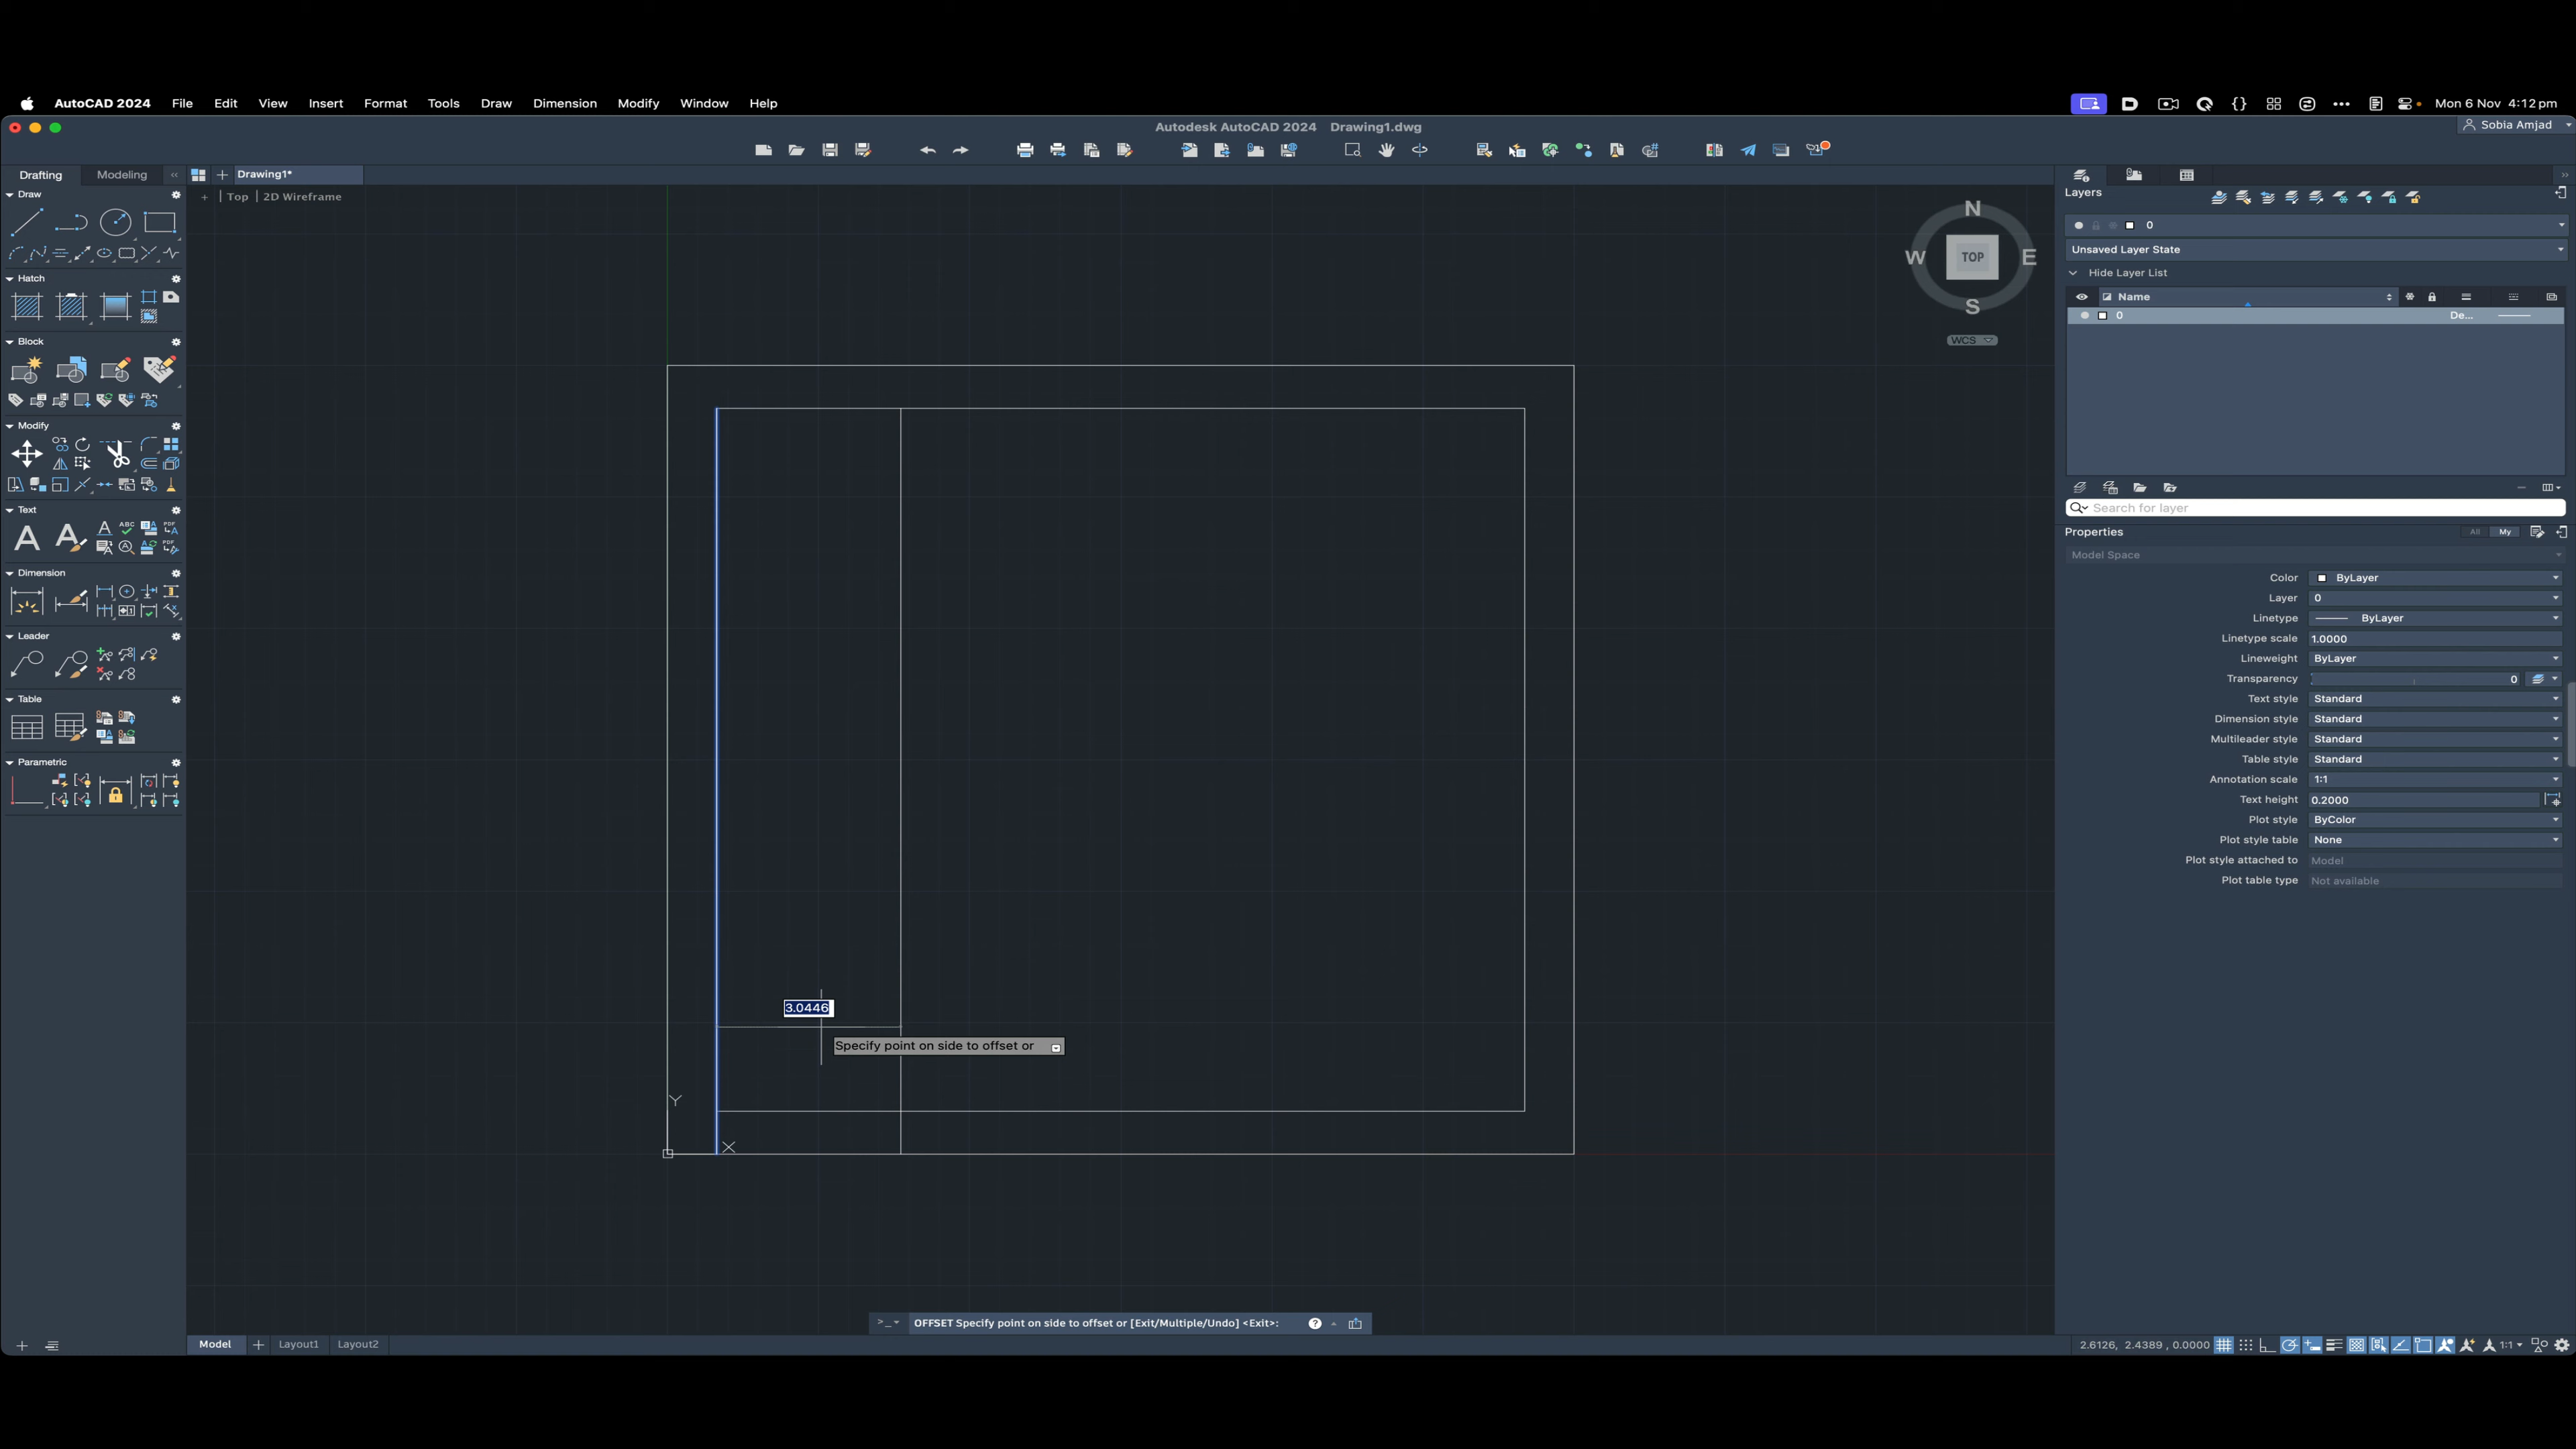 AutoCAD 2024 File Edit View Insert Format Tools Draw Dimension Modify Window Help Mon 6 Nov 4:12 pm
Autodesk AutoCAD 2024 Drawing1.dwg
Sobia Amjad
Drafting Modeling
Drawing1*
Draw
Top 2D Wireframe
Hatch
Block
Modify
Text
Dimension
Leader
Table
Parametric
N
W TOP E
S
WCS
Layers
0
Unsaved Layer State
Hide Layer List
Name
0 De...
Search for layer
Properties All My
Model Space
Color ByLayer
Layer 0
Linetype ByLayer
Linetype scale 1.0000
Lineweight ByLayer
Transparency 0
Text style Standard
Dimension style Standard
Multileader style Standard
Table style Standard
Annotation scale 1:1
Text height 0.2000
Plot style ByColor
Plot style table None
Plot style attached to Model
Plot table type Not available
3.0446
Specify point on side to offset or
Y
X
>_ OFFSET Specify point on side to offset or [Exit/Multiple/Undo] <Exit>:
Model Layout1 Layout2
2.6126, 2.4389 , 0.0000 1:1